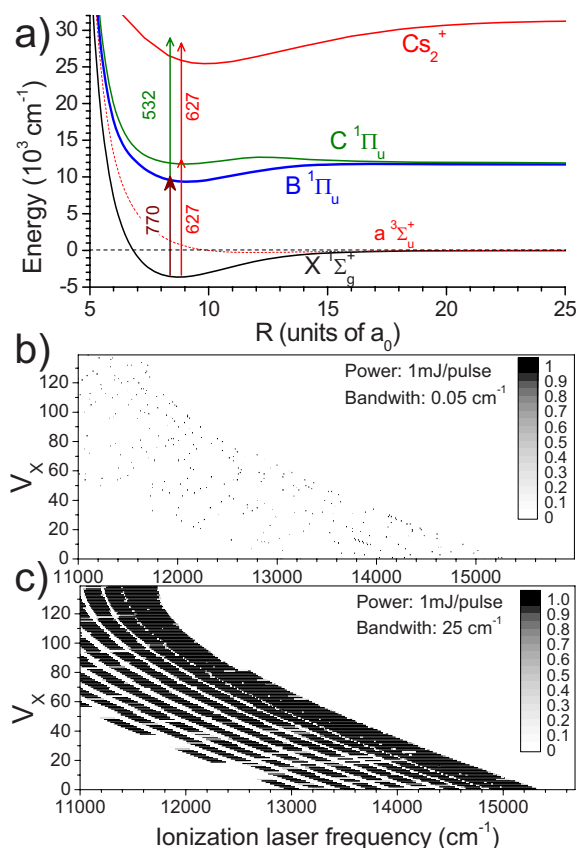 a)
30
25
20
15
10
5
0
-5
Energy (10³ cm⁻¹)
Cs₂⁺
532
627
C ¹Πᵤ
B ¹Πᵤ
770
627
a ³Σᵤ⁺
X ¹Σg⁺
5 10 15 20 25
R (units of a₀)
b)
Power: 1mJ/pulse
Bandwith: 0.05 cm⁻¹
1
0.9
0.8
0.7
0.6
0.5
0.4
0.3
0.2
0.1
0
120
100
80
60
40
20
0
Vₓ
11000 12000 13000 14000 15000
c)
Power: 1mJ/pulse
Bandwith: 25 cm⁻¹
1.0
0.9
0.8
0.7
0.6
0.5
0.4
0.3
0.2
0.1
0
120
100
80
60
40
20
0
Vₓ
11000 12000 13000 14000 15000
Ionization laser frequency (cm⁻¹)